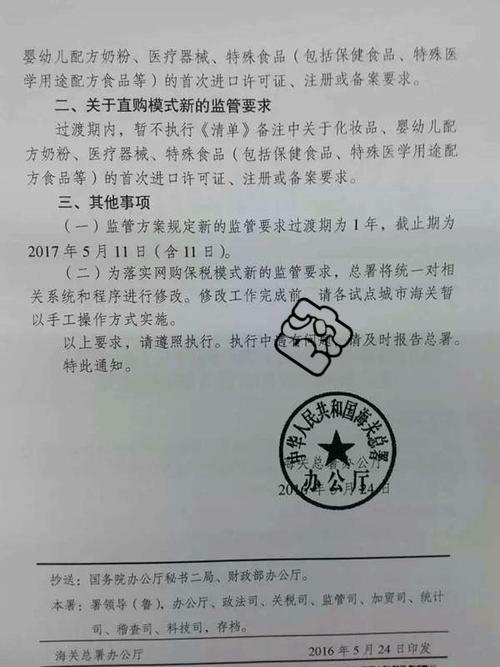 婴幼儿配方奶粉、医疗器械、特殊食品（包括保健食品、特殊医
学用途配方食品等）的首次进口许可证、注册或备案要求。
二、关于直购模式新的监管要求
过渡期内，暂不执行《清单》备注中关于化妆品、婴幼儿配
方奶粉、医疗器械、特殊食品（包括保健食品、特殊医学用途配
方食品等）的首次进口许可证、注册或备案要求。
三、其他事项
（一）监管方案规定新的监管要求过渡期为 1 年，截止期为
2017 年 5 月 11 日（含 11 日）。
（二）为落实网购保税模式新的监管要求，总署将统一对相
关系统和程序进行修改。修改工作完成前，请各试点城市海关暂
以手工操作方式实施。
以上要求，请遵照执行。执行中遇有问题，请及时报告总署。
特此通知。
中华人民共和国海关总署
海关总署办公厅
办公厅
2016 年 5 月 24 日
抄送：国务院办公厅秘书二局、财政部办公厅。
本署：署领导（鲁），办公厅、政法司、关税司、监管司、加贸司、统计
司、稽查司、科技司，存档。
海关总署办公厅 2016 年 5 月 24 日印发